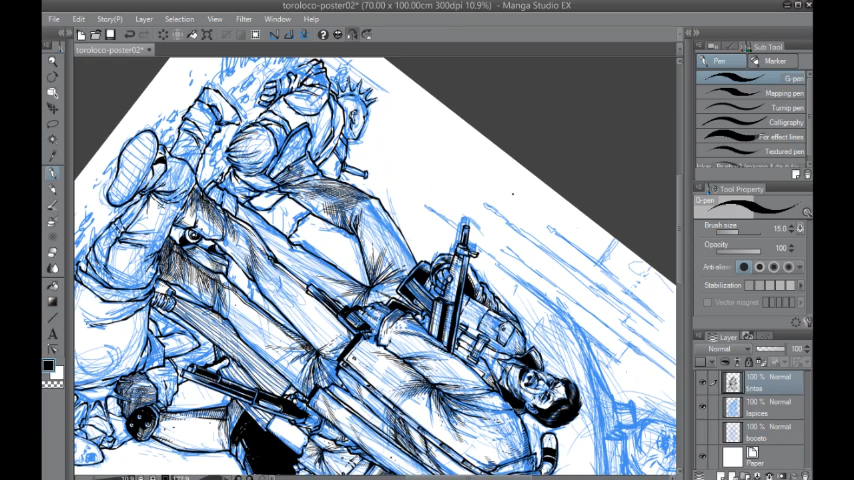 toroloco-poster02* (70.00 x 100.00cm 300dpi 10.9%) - Manga Studio EX
File Edit Story(P) Layer Selection View Filter Window Help
toroloco-poster02*
Sub Tool
Pen Marker
G-pen
Mapping pen
Turnip pen
Calligraphy
For effect lines
Textured pen
Tool Property
G-pen
Brush size 15.0
Opacity 100
Anti-aliasi
Stabilization
Vector magnet
Layer
Normal 100
100 % Normal
tintas
100 % Normal
lapices
100 % Normal
boceto
Paper